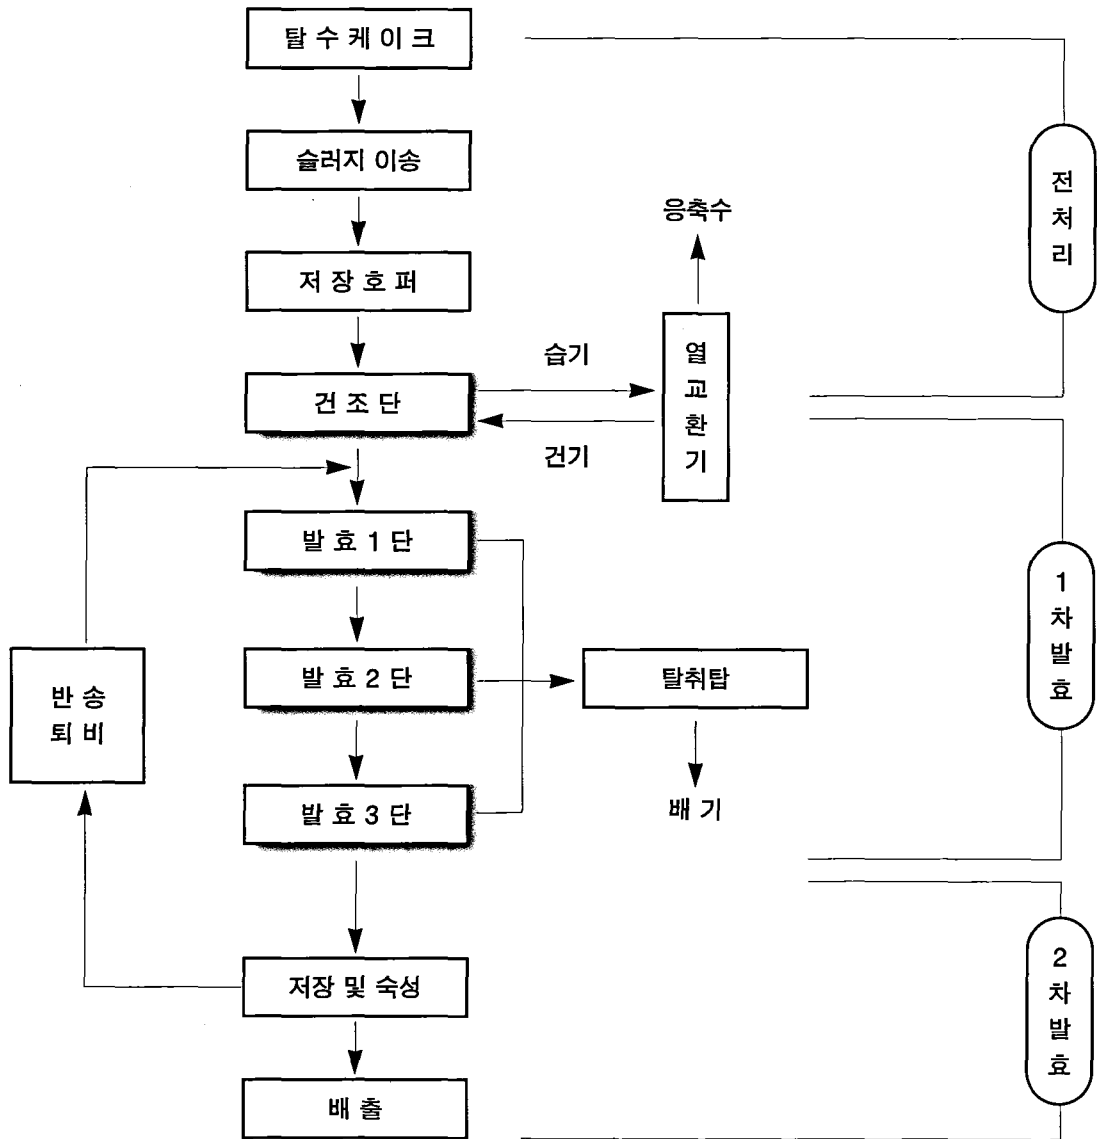 탈 수 케 이 크
슬러지 이송
저 장 호 퍼
건 조 단
습기
건기
응축수
열
교
환
기
발 효 1 단
발 효 2 단
발 효 3 단
탈취탑
배 기
반 송
퇴 비
저장 및 숙성
배 출
전
처
리
1
차
발
효
2
차
발
효